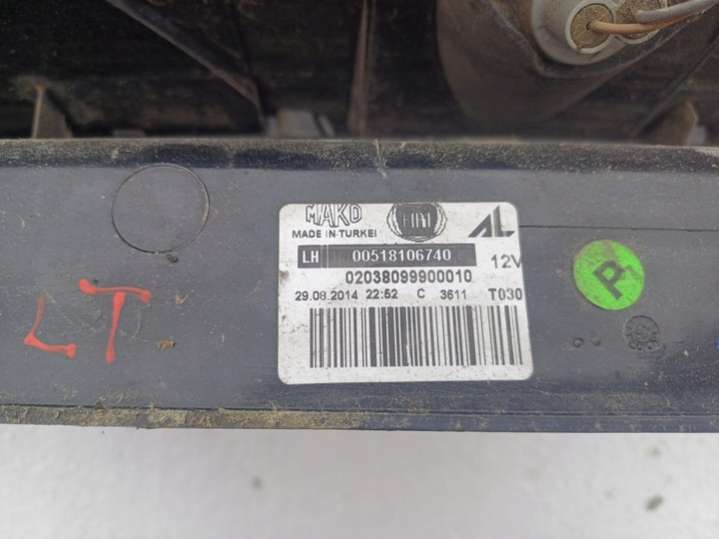 MAKO FIAT AL
MADE IN TURKEI
LH 00518106740 12V
02038099900010
29.08.2014 22:52 C 3611 T030
P
LT